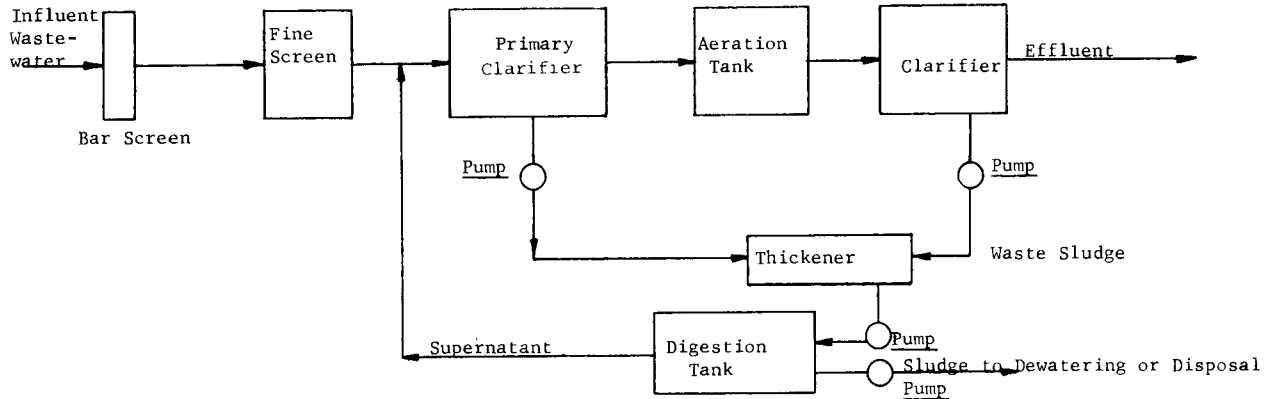 Influent
Waste-
water
Bar Screen
Fine
Screen
Primary
Clarifier
Aeration
Tank
Clarifier
Effluent
Pump
Pump
Thickener
Waste Sludge
Pump
Supernatant
Digestion
Tank
Sludge to Dewatering or Disposal
Pump